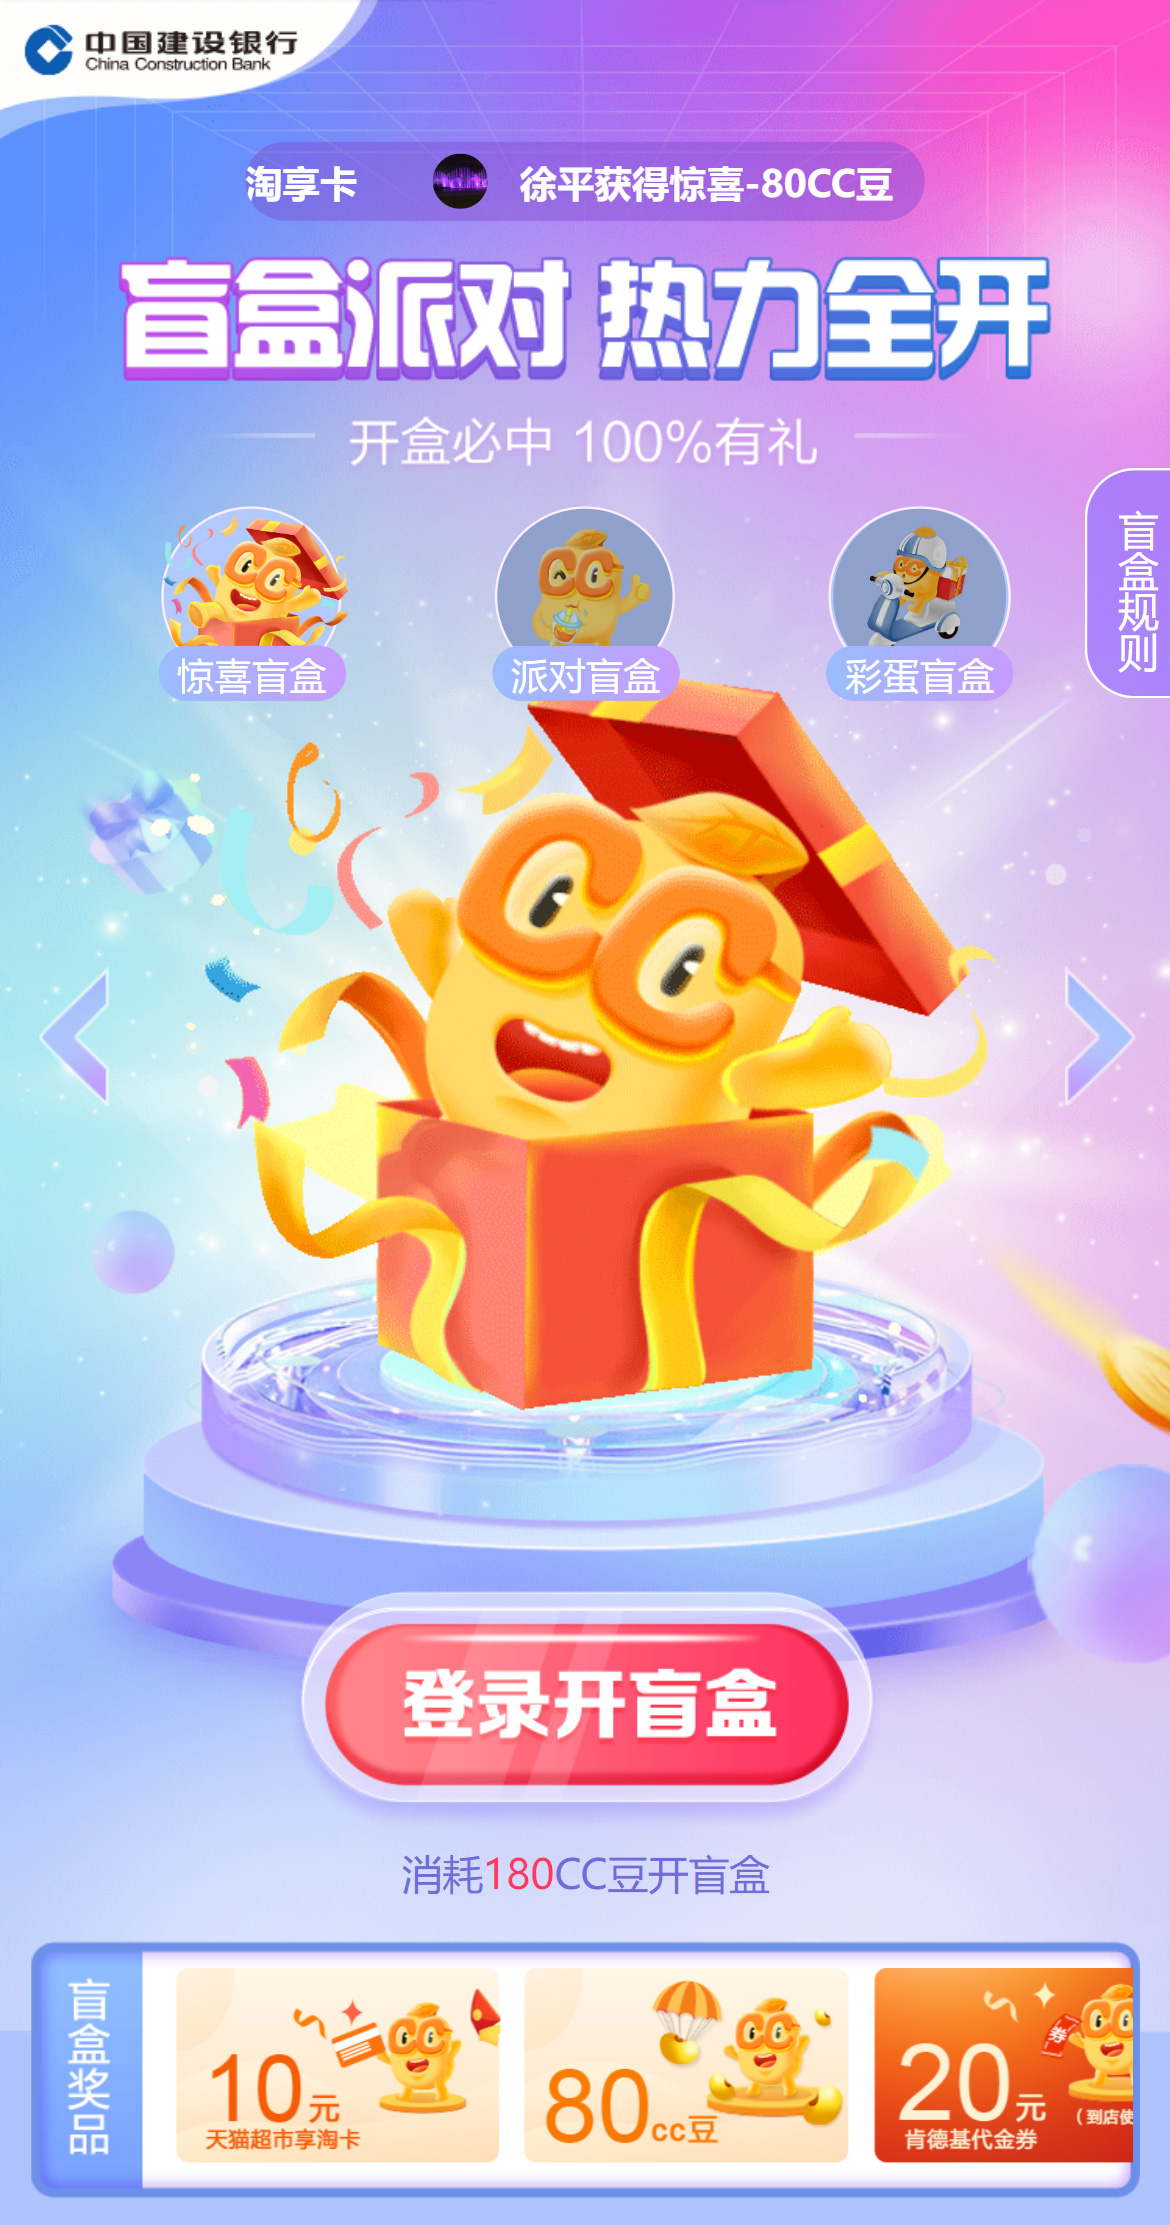 中国建设银行
China Construction Bank
淘享卡 徐平获得惊喜-80CC豆
盲盒派对 热力全开
开盒必中 100%有礼
盲盒规则
惊喜盲盒
派对盲盒
彩蛋盲盒
登录开盲盒
消耗180CC豆开盲盒
盲盒奖品
10元
天猫超市享淘卡
80cc豆
券
20元
(到店使
肯德基代金券